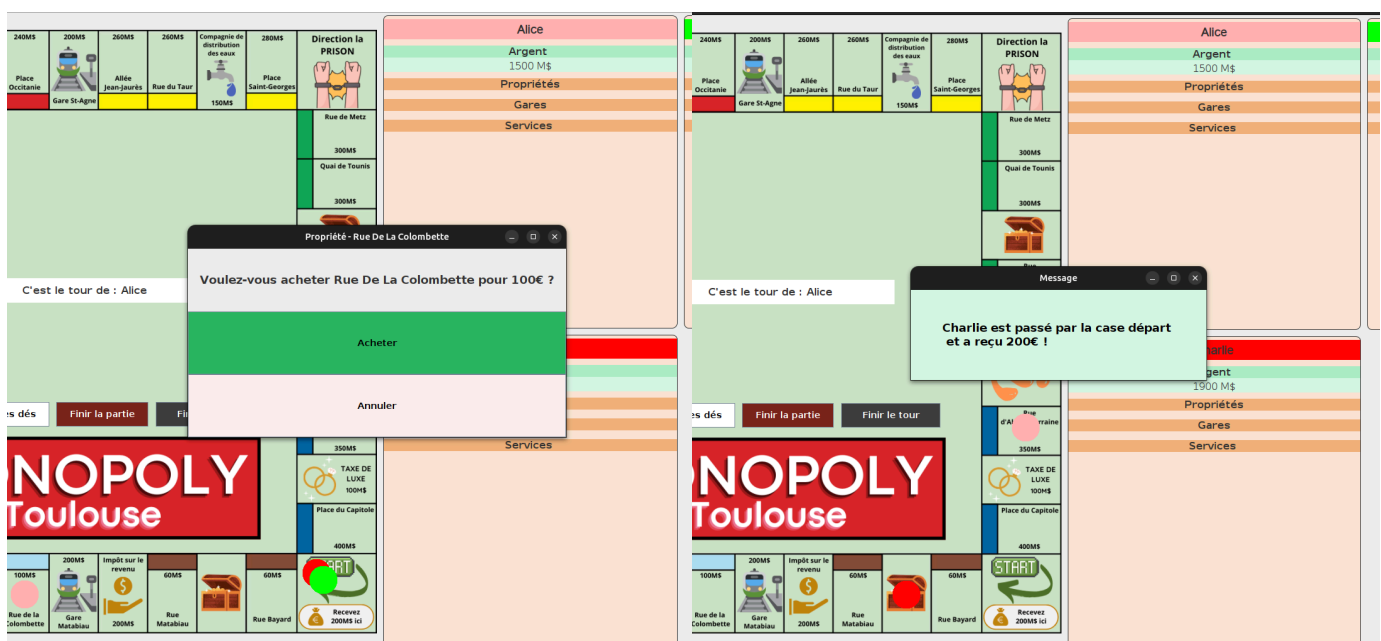 240M$
200M$
260M$
260M$
Compagnie de
distribution
des eaux
280M$
Direction la
PRISON
Place
Occitanie
Gare St-Agne
Allée
Jean-Jaurès
Rue du Taur
150M$
Place
Saint-Georges
Rue de Metz
300M$
Quai de Tounis
300M$
Alice
Argent
1500 M$
Propriétés
Gares
Services
Propriété - Rue De La Colombette
Voulez-vous acheter Rue De La Colombette pour 100€ ?
Acheter
Annuler
C'est le tour de : Alice
es dés
Finir la partie
Fi
Services
350M$
TAXE DE
LUXE
100M$
Place du Capitole
400M$
ONOPOLY
Toulouse
100M$
Rue de la
Colombette
200M$
Gare
Matabiau
Impôt sur le
revenu
200M$
60M$
Rue
Matabiau
60M$
Rue Bayard
Recevez
200M$ ici
240M$
200M$
260M$
260M$
Compagnie de
distribution
des eaux
280M$
Direction la
PRISON
Place
Occitanie
Gare St-Agne
Allée
Jean-Jaurès
Rue du Taur
150M$
Place
Saint-Georges
Rue de Metz
300M$
Quai de Tounis
300M$
Alice
Argent
1500 M$
Propriétés
Gares
Services
Message
Charlie est passé par la case départ
et a reçu 200€ !
C'est le tour de : Alice
arlie
gent
1900 M$
Propriétés
Gares
Services
es dés
Finir la partie
Finir le tour
Rue
350M$
TAXE DE
LUXE
100M$
Place du Capitole
400M$
NOPOLY
Toulouse
100M$
Rue de la
Colombette
200M$
Gare
Matabiau
Impôt sur le
revenu
200M$
60M$
Rue
Matabiau
60M$
Rue Bayard
START
Recevez
200M$ ici